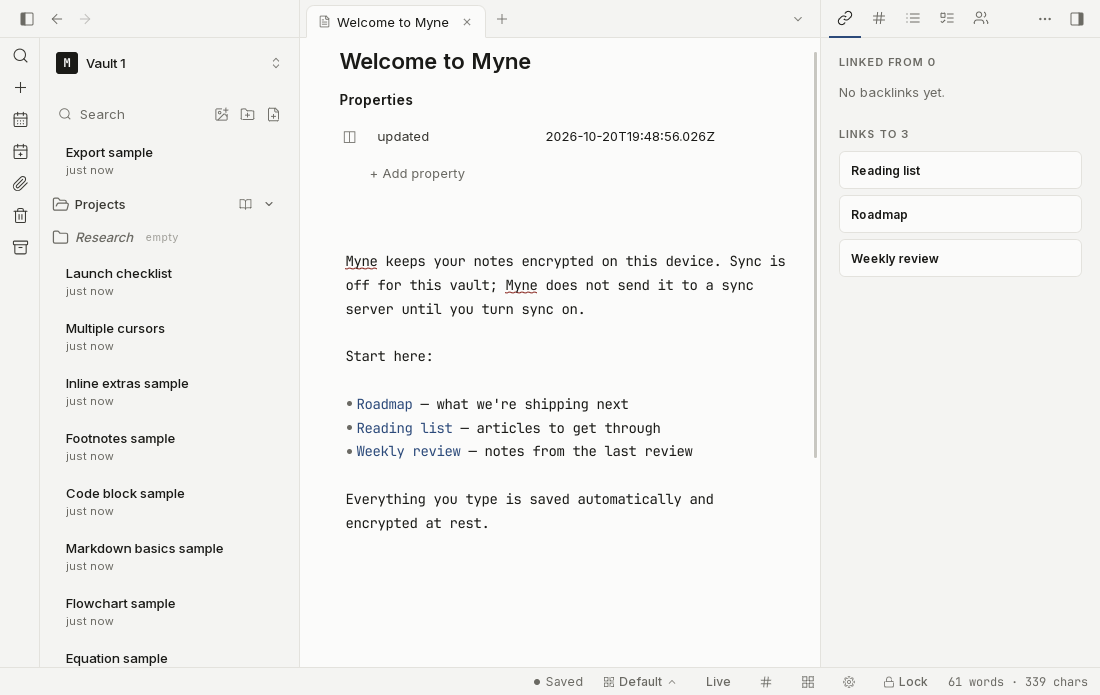 Welcome to Myne
M Vault 1
Search
Export sample
just now
Projects
Research empty
Launch checklist
just now
Multiple cursors
just now
Inline extras sample
just now
Footnotes sample
just now
Code block sample
just now
Markdown basics sample
just now
Flowchart sample
just now
Equation sample
Welcome to Myne
Properties
updated 2026-10-20T19:48:56.026Z
+ Add property
Myne keeps your notes encrypted on this device. Sync is
off for this vault; Myne does not send it to a sync
server until you turn sync on.
Start here:
• Roadmap — what we're shipping next
• Reading list — articles to get through
• Weekly review — notes from the last review
Everything you type is saved automatically and
encrypted at rest.
LINKED FROM 0
No backlinks yet.
LINKS TO 3
Reading list
Roadmap
Weekly review
Saved Default Live Lock 61 words · 339 chars